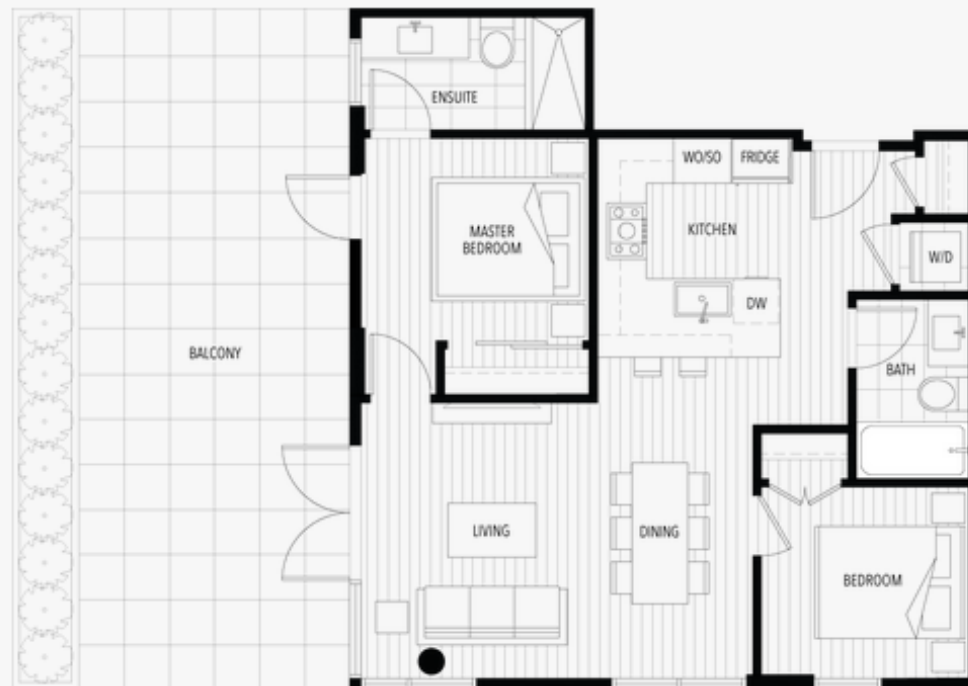 ENSUITE
WO/SO
FRIDGE
MASTER
BEDROOM
KITCHEN
W/D
DW
BALCONY
BATH
LIVING
DINING
BEDROOM